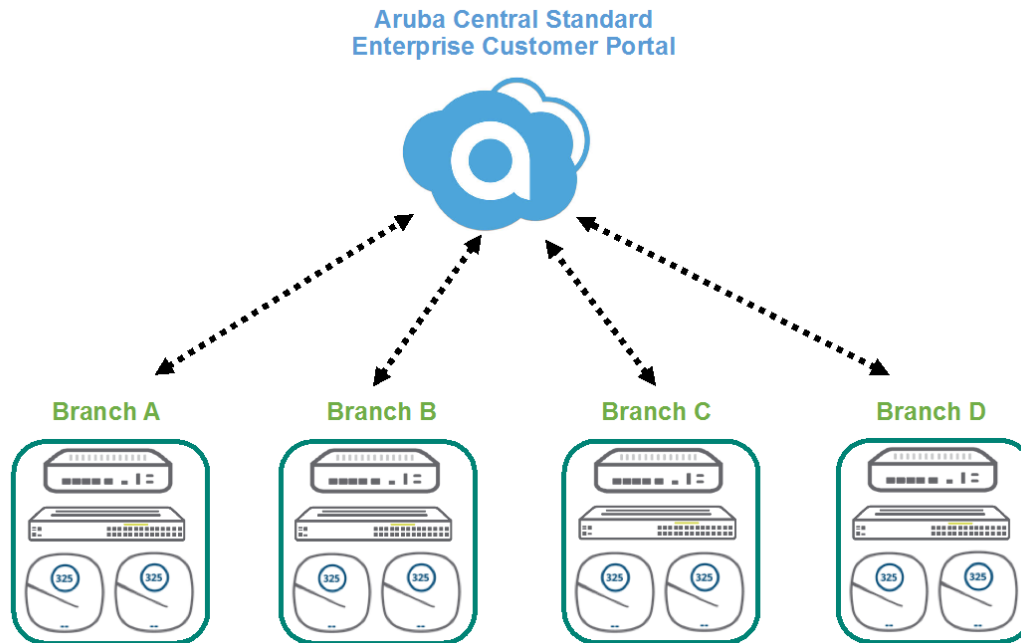 Aruba Central Standard
Enterprise Customer Portal
Branch A
Branch B
Branch C
Branch D
325
325
325
325
325
325
325
325